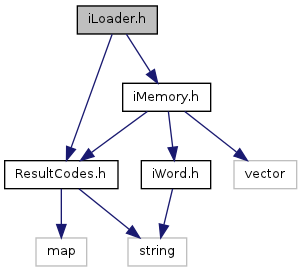 iLoader.h
iMemory.h
ResultCodes.h
iWord.h
vector
map
string